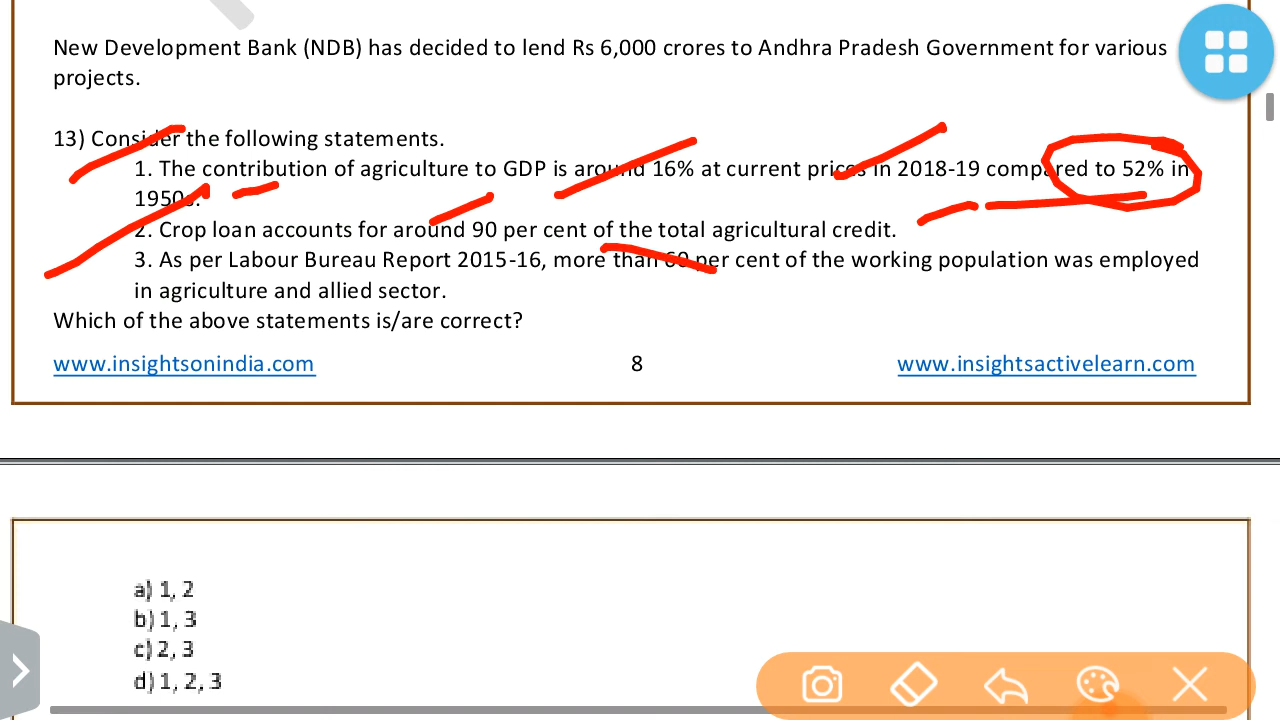 New Development Bank (NDB) has decided to lend Rs 6,000 crores to Andhra Pradesh Government for various
projects.
13) Consider the following statements.
1. The contribution of agriculture to GDP is around 16% at current prices in 2018-19 compared to 52% in
1950s.
2. Crop loan accounts for around 90 per cent of the total agricultural credit.
3. As per Labour Bureau Report 2015-16, more than 60 per cent of the working population was employed
in agriculture and allied sector.
Which of the above statements is/are correct?
www.insightsonindia.com 8 www.insightsactivelearn.com
a) 1, 2
b) 1, 3
c) 2, 3
d) 1, 2, 3